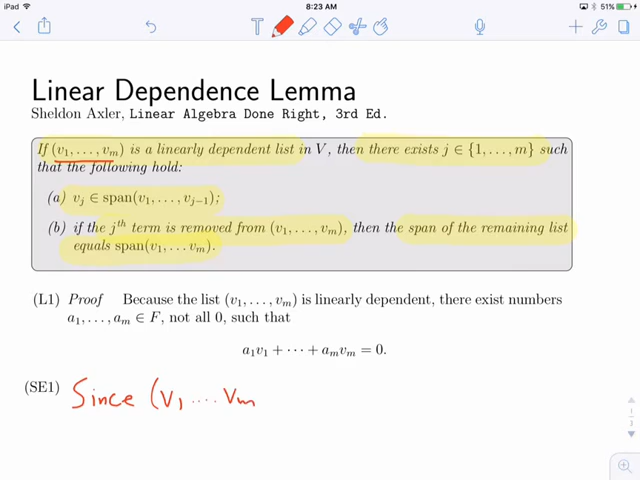 iPad
8:23 AM
51%
T
Linear Dependence Lemma
Sheldon Axler, Linear Algebra Done Right, 3rd Ed.
If (v₁, . . . , vₘ) is a linearly dependent list in V, then there exists j ∈ {1, . . . , m} such
that the following hold:
(a) vⱼ ∈ span(v₁, . . . , vⱼ₋₁);
(b) if the jᵗʰ term is removed from (v₁, . . . , vₘ), then the span of the remaining list
equals span(v₁, . . . vₘ).
(L1) Proof Because the list (v₁, . . . , vₘ) is linearly dependent, there exist numbers
a₁, . . . , aₘ ∈ F, not all 0, such that
a₁v₁ + · · · + aₘvₘ = 0.
(SE1) Since (v₁ .... vₘ
1
3